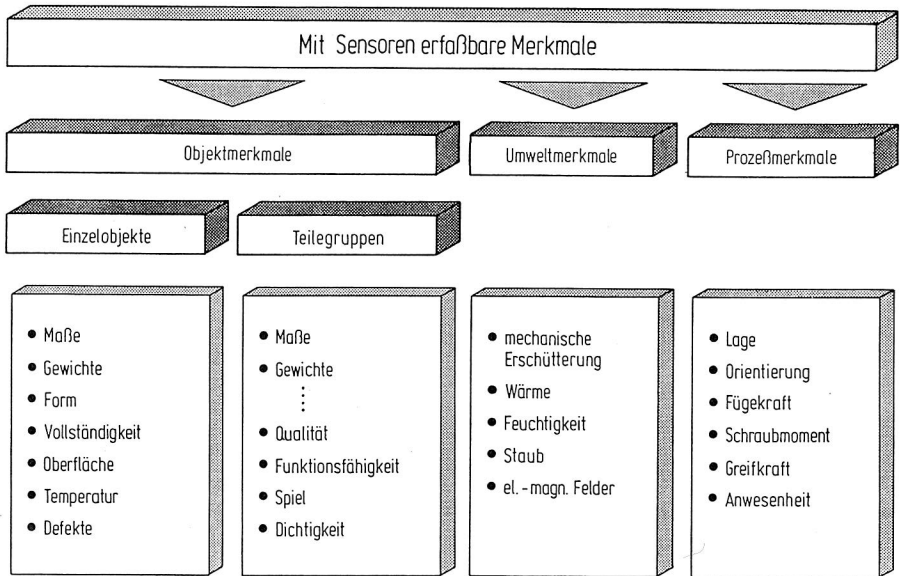 Mit Sensoren erfaßbare Merkmale
Objektmerkmale
Umweltmerkmale
Prozeßmerkmale
Einzelobjekte
Teilegruppen
• Maße
• Gewichte
• Form
• Vollständigkeit
• Oberfläche
• Temperatur
• Defekte
• Maße
• Gewichte
⋮
• Qualität
• Funktionsfähigkeit
• Spiel
• Dichtigkeit
• mechanische
Erschütterung
• Wärme
• Feuchtigkeit
• Staub
• el.-magn. Felder
• Lage
• Orientierung
• Fügekraft
• Schraubmoment
• Greifkraft
• Anwesenheit